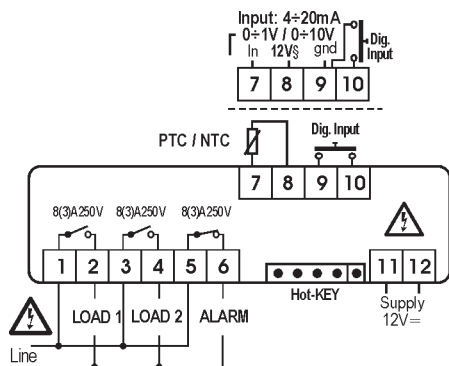 Input: 4÷20mA
0÷1V / 0÷10V
In 12V§ gnd
Dig.
Input
7 8 9 10
PTC / NTC
Dig. Input
7 8 9 10
8(3)A250V 8(3)A250V 8(3)A250V
1 2 3 4 5 6
11 12
Hot-KEY
Supply
12V=
LOAD 1 LOAD 2 ALARM
Line